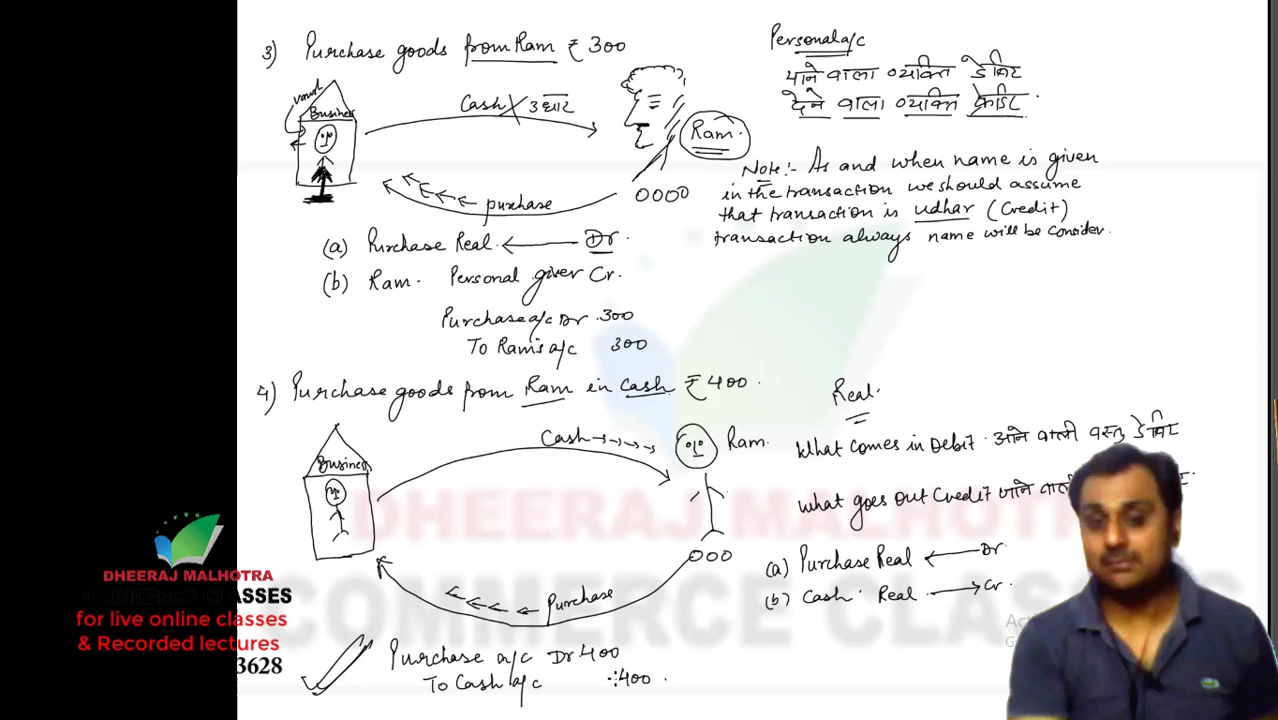 3) Purchase goods from Ram ₹ 300
Personal a/c
पाने वाला व्यक्ति डेबिट
देने वाला व्यक्ति क्रेडिट
Business
Cash X उधार
Ram.
purchase
Note:- As and when name is given
in the transaction we should assume
that transaction is udhar (Credit)
transaction always name will be consider.
(a) Purchase Real ← Dr.
(b) Ram. Personal giver Cr.
Purchase a/c Dr 300
To Ram's a/c 300
4) Purchase goods from Ram in cash ₹ 400.
Real.
What comes in Debit. आने वाली वस्तु डेबिट
What goes out Credit जाने वाली
Business
Cash → → → →
Ram.
Purchase
(a) Purchase Real ← Dr.
(b) Cash. Real → Cr.
Purchase a/c Dr 400
To Cash a/c 400.
DHEERAJ MALHOTRA
COMMERCE CLASSES
DHEERAJ MALHOTRA
CLASSES
for live online classes
& Recorded lectures
3628